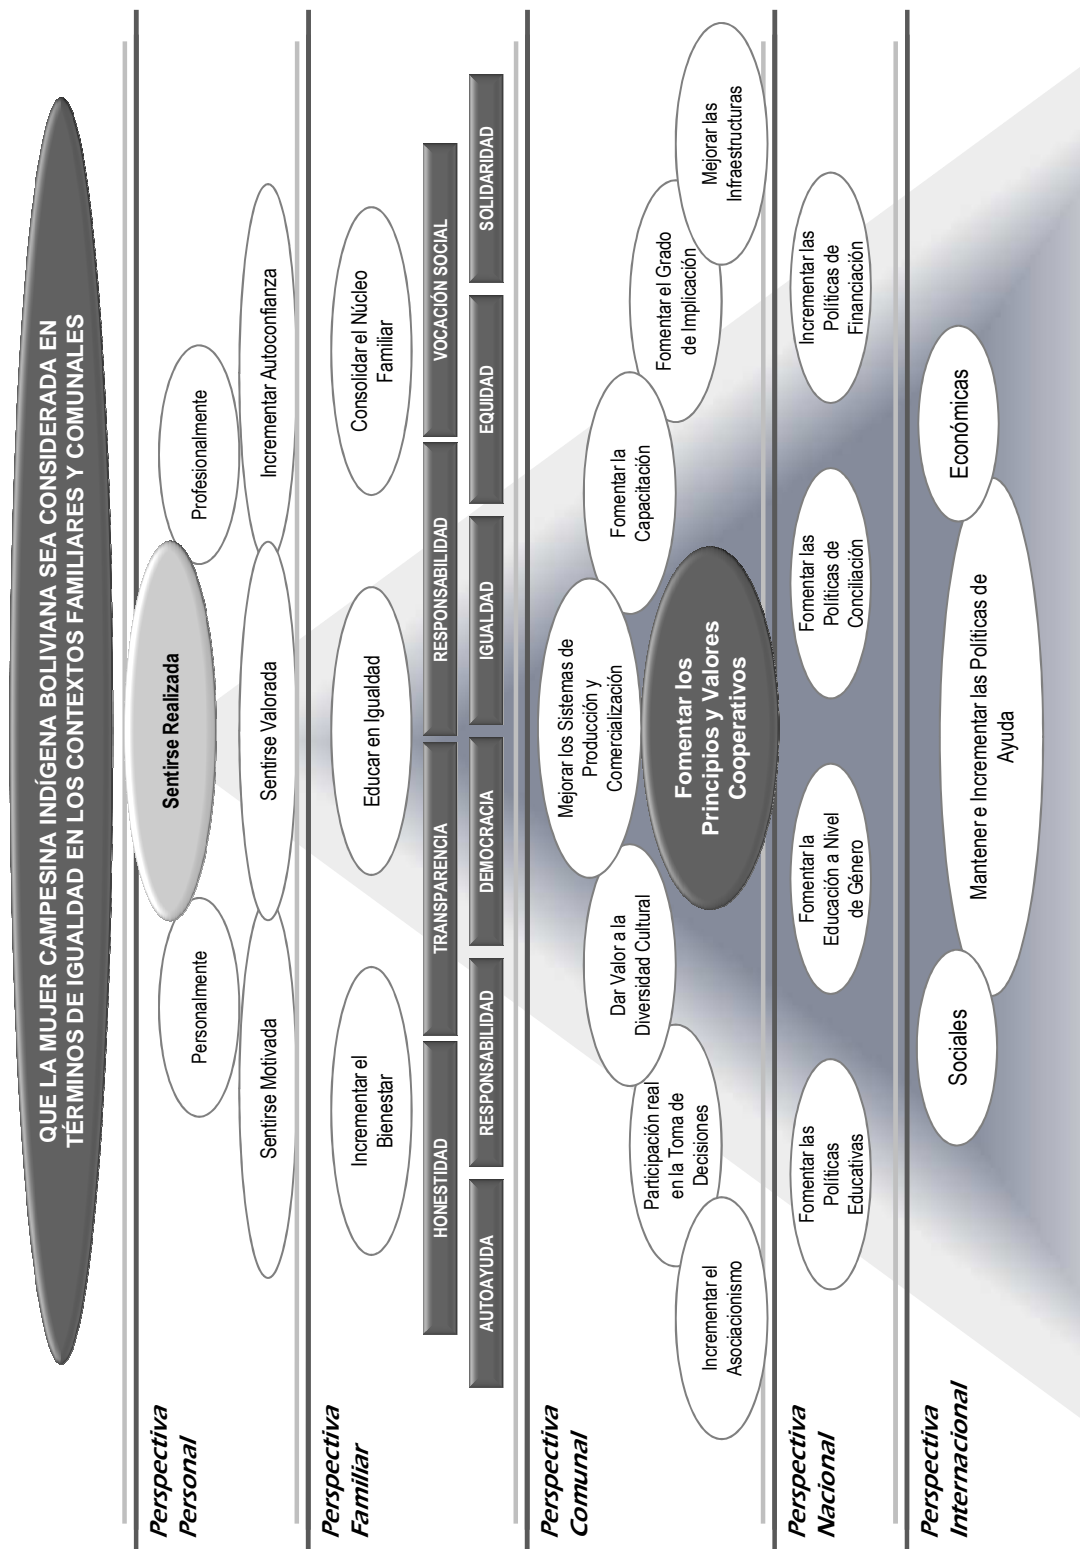 QUE LA MUJER CAMPESINA INDÍGENA BOLIVIANA SEA CONSIDERADA EN
TÉRMINOS DE IGUALDAD EN LOS CONTEXTOS FAMILIARES Y COMUNALES
Perspectiva
Personal
Sentirse Realizada
Personalmente
Profesionalmente
Sentirse Motivada
Sentirse Valorada
Incrementar Autoconfianza
Perspectiva
Familiar
Incrementar el
Bienestar
Educar en Igualdad
Consolidar el Núcleo
Familiar
HONESTIDAD
TRANSPARENCIA
RESPONSABILIDAD
VOCACIÓN SOCIAL
AUTOAYUDA
RESPONSABILIDAD
DEMOCRACIA
IGUALDAD
EQUIDAD
SOLIDARIDAD
Perspectiva
Comunal
Incrementar el
Asociacionismo
Participación real
en la Toma de
Decisiones
Dar Valor a la
Diversidad Cultural
Mejorar los Sistemas de
Producción y
Comercialización
Fomentar la
Capacitación
Fomentar el Grado
de Implicación
Mejorar las
Infraestructuras
Fomentar los
Principios y Valores
Cooperativos
Perspectiva
Nacional
Fomentar las
Políticas
Educativas
Fomentar la
Educación a Nivel
de Género
Fomentar las
Políticas de
Conciliación
Incrementar las
Políticas de
Financiación
Perspectiva
Internacional
Sociales
Mantener e Incrementar las Políticas de
Ayuda
Económicas